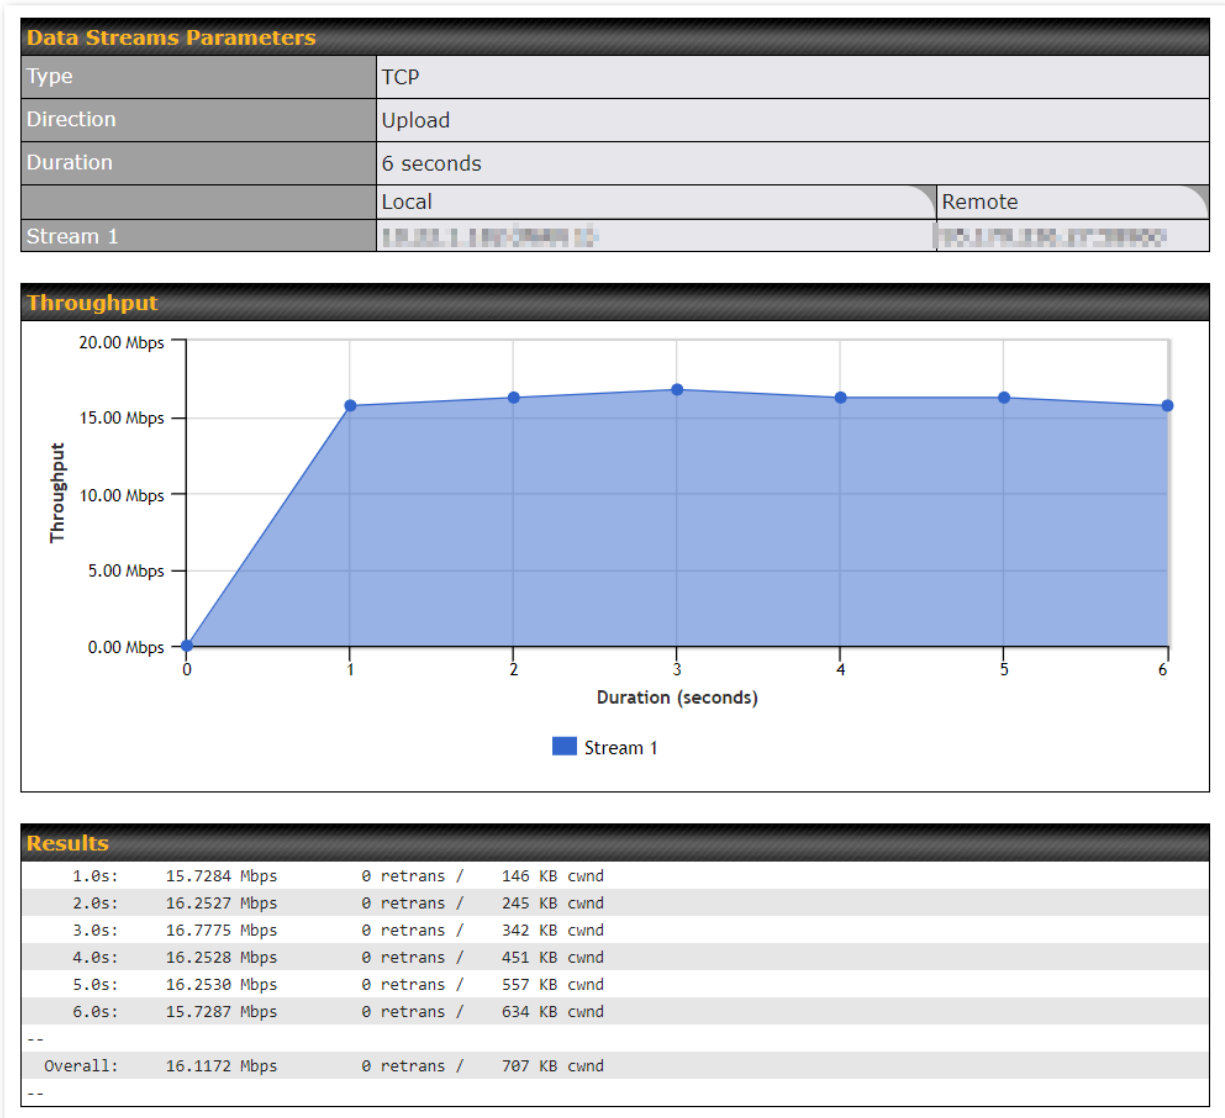 Data Streams Parameters
Type TCP
Direction Upload
Duration 6 seconds
Local Remote
Stream 1
Throughput
20.00 Mbps
15.00 Mbps
10.00 Mbps
5.00 Mbps
0.00 Mbps
Throughput
0 1 2 3 4 5 6
Duration (seconds)
Stream 1
Results
1.0s: 15.7284 Mbps 0 retrans / 146 KB cwnd
2.0s: 16.2527 Mbps 0 retrans / 245 KB cwnd
3.0s: 16.7775 Mbps 0 retrans / 342 KB cwnd
4.0s: 16.2528 Mbps 0 retrans / 451 KB cwnd
5.0s: 16.2530 Mbps 0 retrans / 557 KB cwnd
6.0s: 15.7287 Mbps 0 retrans / 634 KB cwnd
--
Overall: 16.1172 Mbps 0 retrans / 707 KB cwnd
--